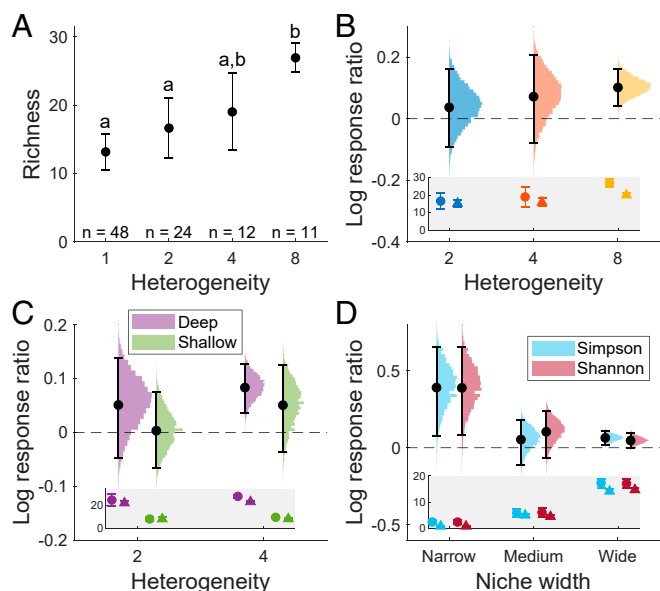 A
30
20
10
0
Richness
a
a
a,b
b
n = 48 n = 24 n = 12 n = 11
1 2 4 8
Heterogeneity
B
0.2
0
-0.2
-0.4
Log response ratio
30
20
10
0
2 4 8
Heterogeneity
C
Deep
Shallow
0.2
0.1
0
-0.1
-0.2
Log response ratio
20
0
2 4
Heterogeneity
D
Simpson
Shannon
0.5
0
-0.5
Log response ratio
20
10
0
Narrow Medium Wide
Niche width